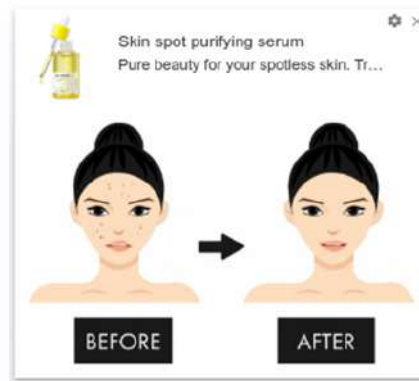 Skin spot purifying serum
Pure beauty for your spotless skin. Tr...
BEFORE
AFTER